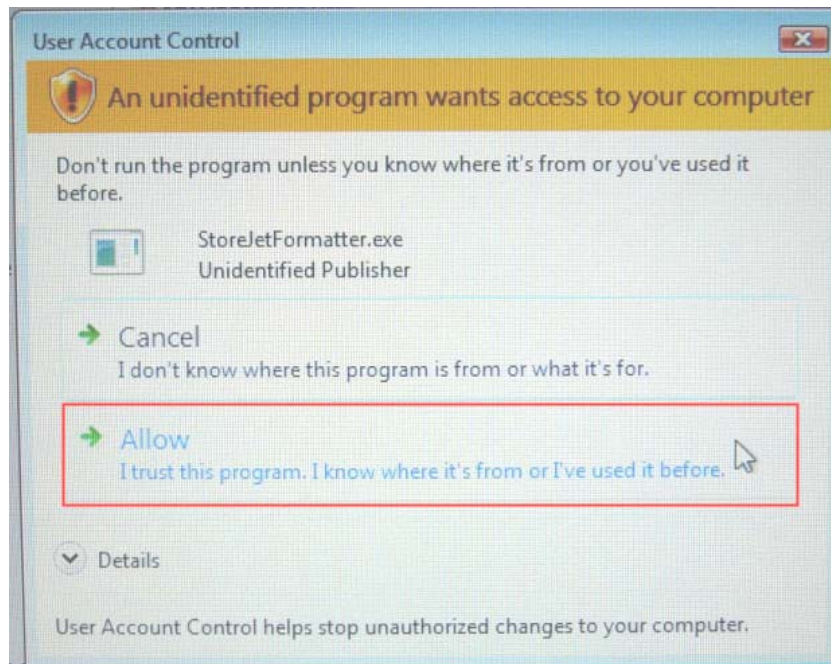 User Account Control
An unidentified program wants access to your computer
Don't run the program unless you know where it's from or you've used it
before.
StoreJetFormatter.exe
Unidentified Publisher
Cancel
I don't know where this program is from or what it's for.
Allow
I trust this program. I know where it's from or I've used it before.
Details
User Account Control helps stop unauthorized changes to your computer.